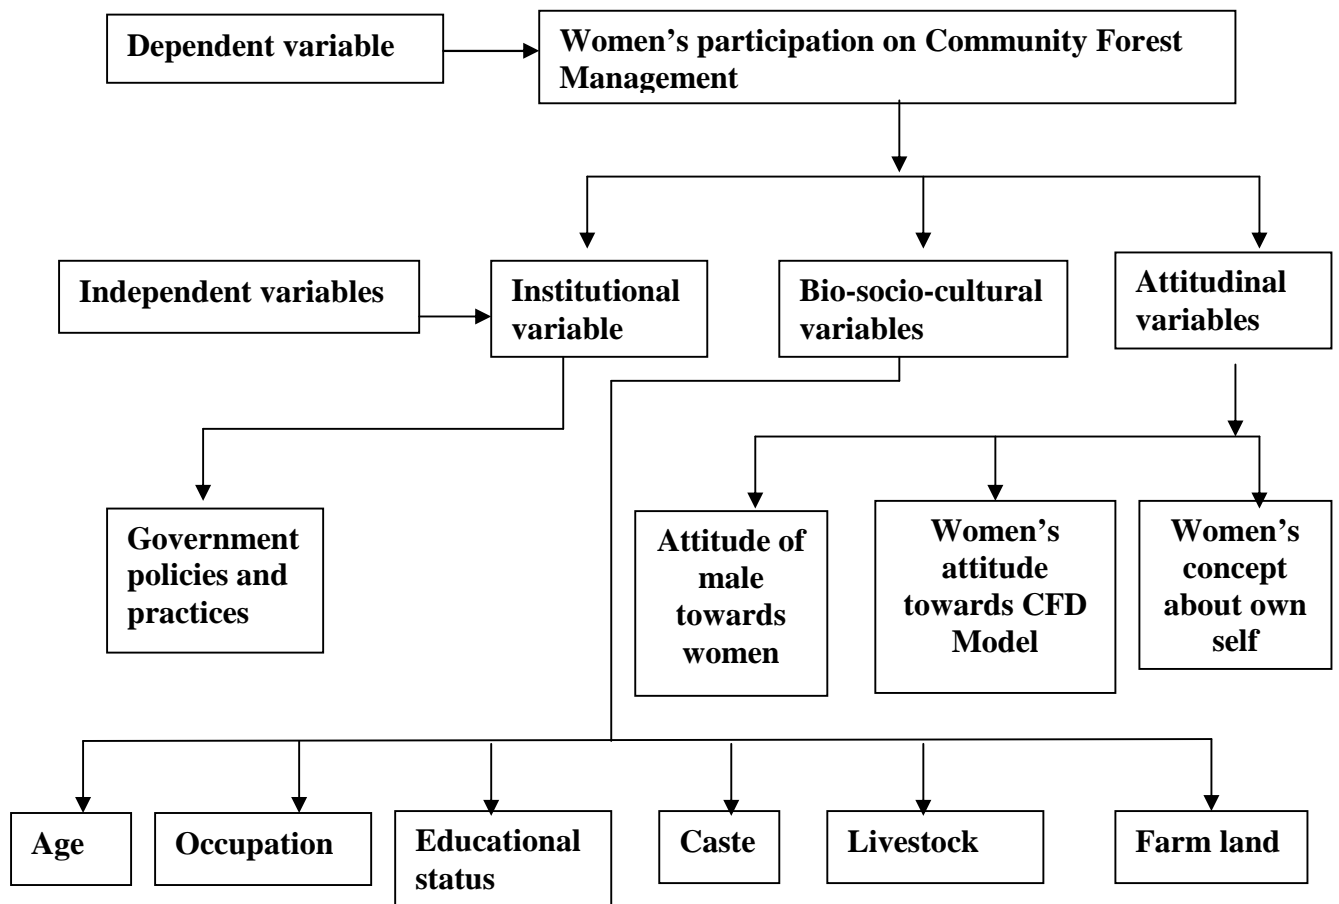 Dependent variable
Women’s participation on Community Forest
Management
Independent variables
Institutional
variable
Bio-socio-cultural
variables
Attitudinal
variables
Government
policies and
practices
Attitude of
male
towards
women
Women’s
attitude
towards CFD
Model
Women’s
concept
about own
self
Age
Occupation
Educational
status
Caste
Livestock
Farm land